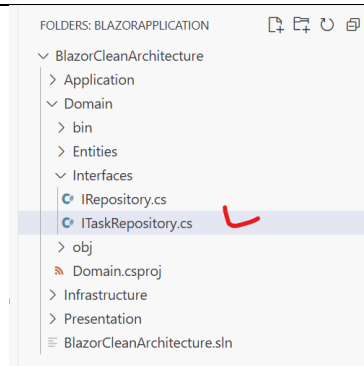 FOLDERS: BLAZORAPPLICATION
BlazorCleanArchitecture
Application
Domain
bin
Entities
Interfaces
C# IRepository.cs
C# ITaskRepository.cs
obj
Domain.csproj
Infrastructure
Presentation
BlazorCleanArchitecture.sln